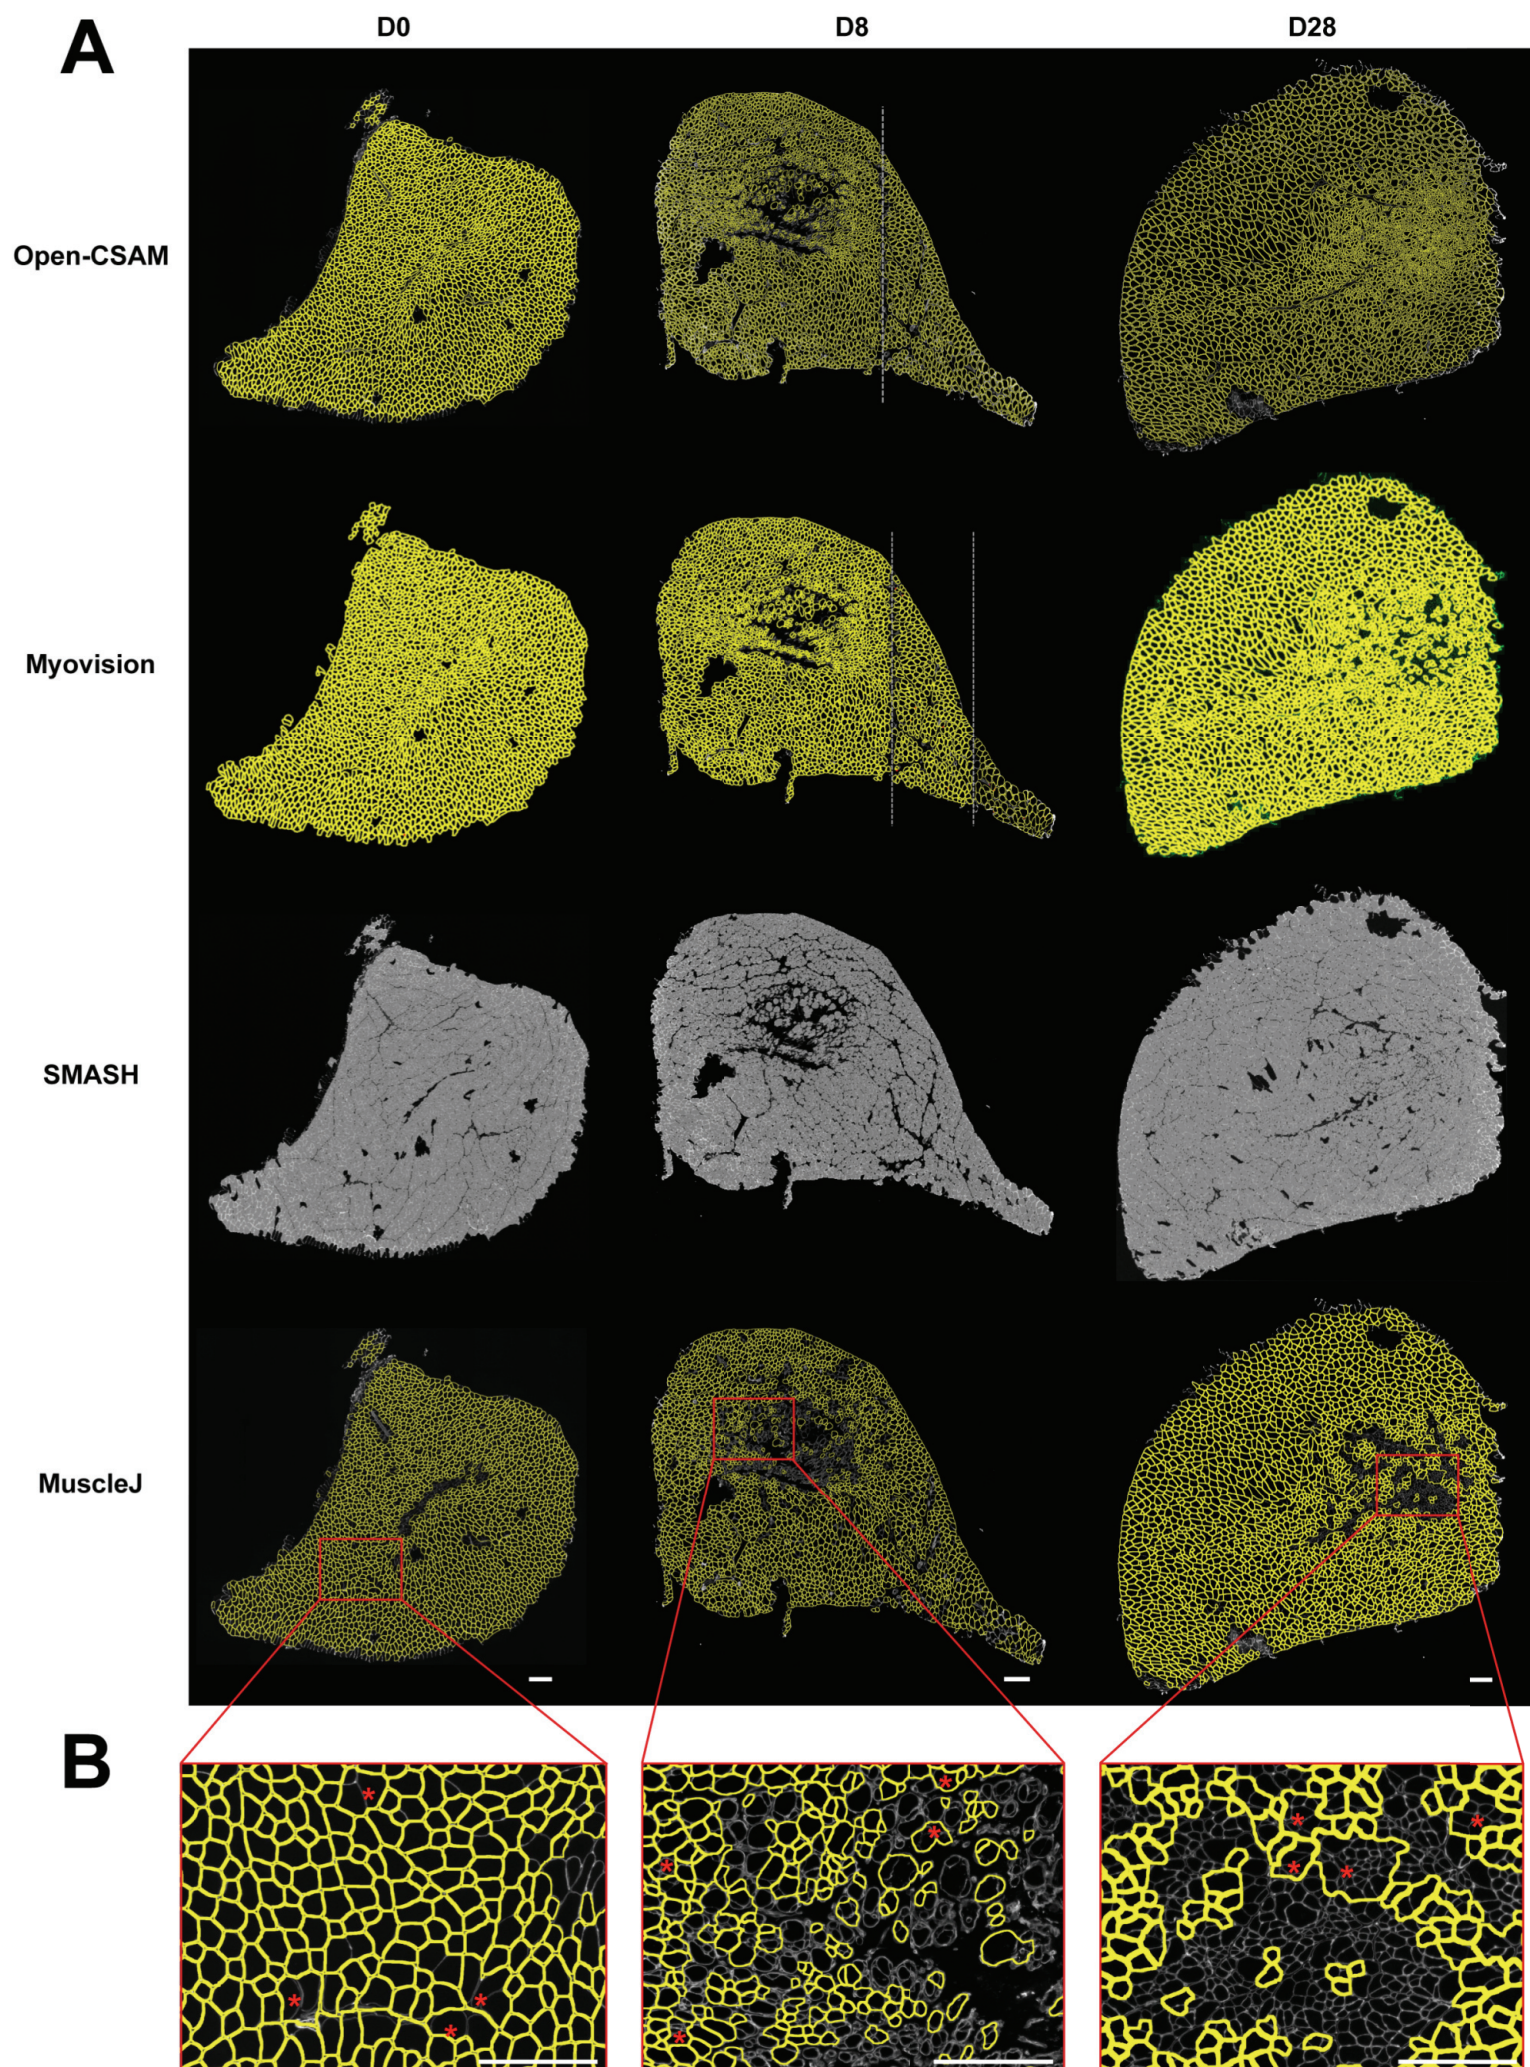 A
D0 D8 D28
Open-CSAM
Myovision
SMASH
MuscleJ
B
* * *
* *
* *
* * *
* *
*